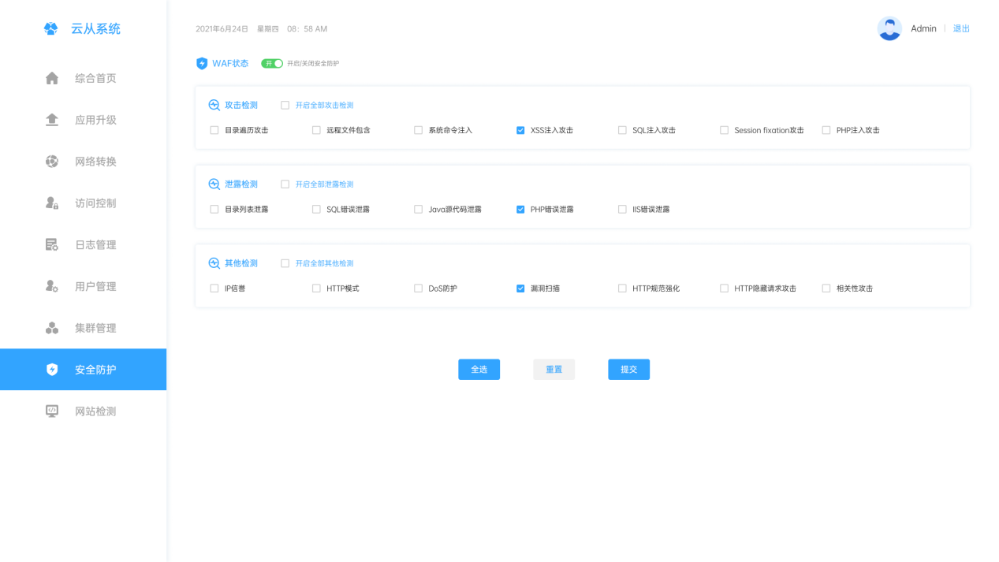 云从系统
2021年6月24日 星期四 08：58 AM
Admin | 退出
WAF状态 开 开启/关闭安全防护
综合首页
应用升级
网络转换
访问控制
日志管理
用户管理
集群管理
安全防护
网站检测
攻击检测 开启全部攻击检测
目录遍历攻击 远程文件包含 系统命令注入 XSS注入攻击 SQL注入攻击 Session fixation攻击 PHP注入攻击
泄露检测 开启全部泄露检测
目录列表泄露 SQL错误泄露 Java源代码泄露 PHP错误泄露 IIS错误泄露
其他检测 开启全部其他检测
IP信誉 HTTP模式 DoS防护 漏洞扫描 HTTP规范强化 HTTP隐藏请求攻击 相关性攻击
全选 重置 提交